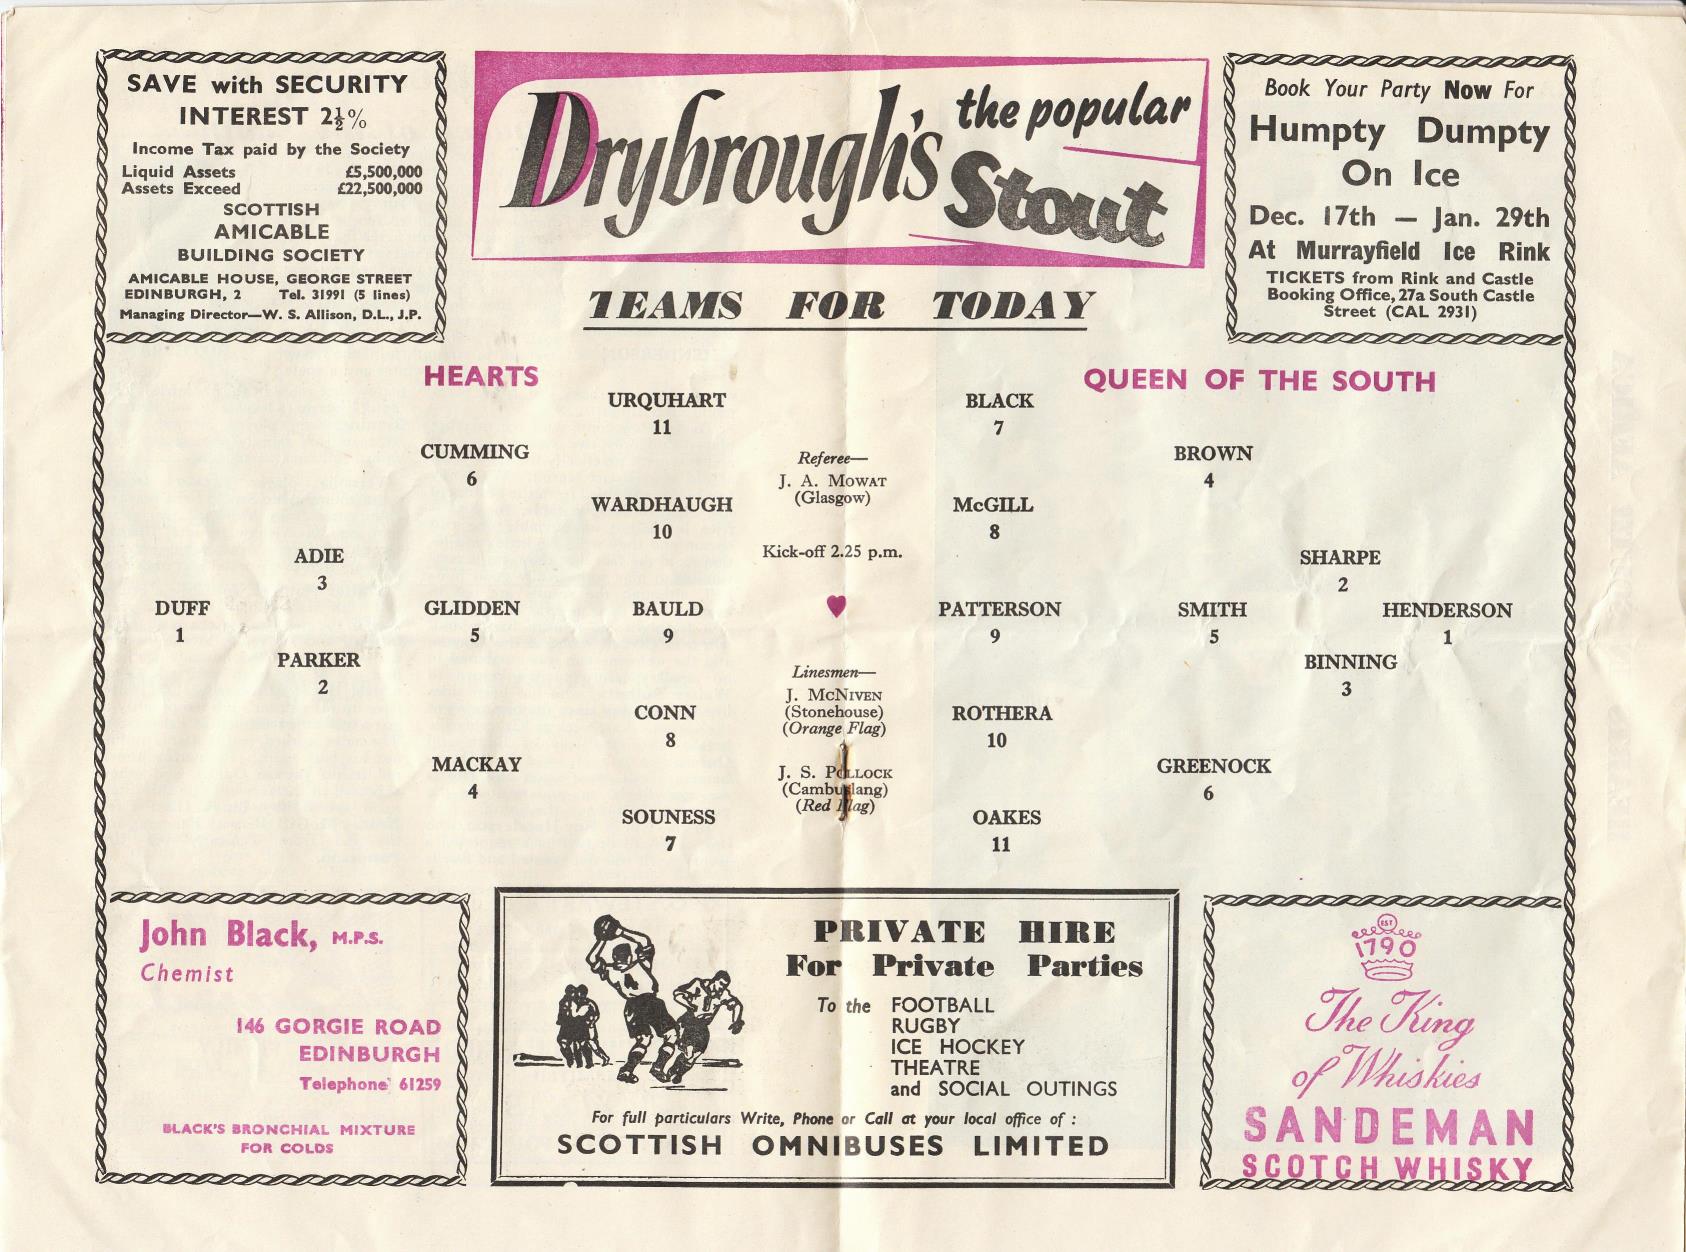 SAVE with SECURITY
INTEREST 2½%
Income Tax paid by the Society
Liquid Assets £5,500,000
Assets Exceed £22,500,000
SCOTTISH
AMICABLE
BUILDING SOCIETY
AMICABLE HOUSE, GEORGE STREET
EDINBURGH, 2 Tel. 31991 (5 lines)
Managing Director—W. S. Allison, D.L., J.P.
Drybrough's the popular
Stout
Book Your Party Now For
Humpty Dumpty
On Ice
Dec. 17th — Jan. 29th
At Murrayfield Ice Rink
TICKETS from Rink and Castle
Booking Office, 27a South Castle
Street (CAL 2931)
TEAMS FOR TODAY
HEARTS
QUEEN OF THE SOUTH
URQUHART
11
CUMMING
6
WARDHAUGH
10
ADIE
3
DUFF
1
GLIDDEN
5
BAULD
9
PARKER
2
CONN
8
MACKAY
4
SOUNESS
7
Referee—
J. A. MOWAT
(Glasgow)
Kick-off 2.25 p.m.
Linesmen—
J. MCNIVEN
(Stonehouse)
(Orange Flag)
J. S. POLLOCK
(Cambuslang)
(Red Flag)
BLACK
7
BROWN
4
McGILL
8
SHARPE
2
PATTERSON
9
SMITH
5
HENDERSON
1
BINNING
3
ROTHERA
10
GREENOCK
6
OAKES
11
John Black, M.P.S.
Chemist
146 GORGIE ROAD
EDINBURGH
Telephone 61259
BLACK'S BRONCHIAL MIXTURE
FOR COLDS
PRIVATE HIRE
For Private Parties
To the FOOTBALL
RUGBY
ICE HOCKEY
THEATRE
and SOCIAL OUTINGS
For full particulars Write, Phone or Call at your local office of :
SCOTTISH OMNIBUSES LIMITED
EST
1790
The King
of Whiskies
SANDEMAN
SCOTCH WHISKY